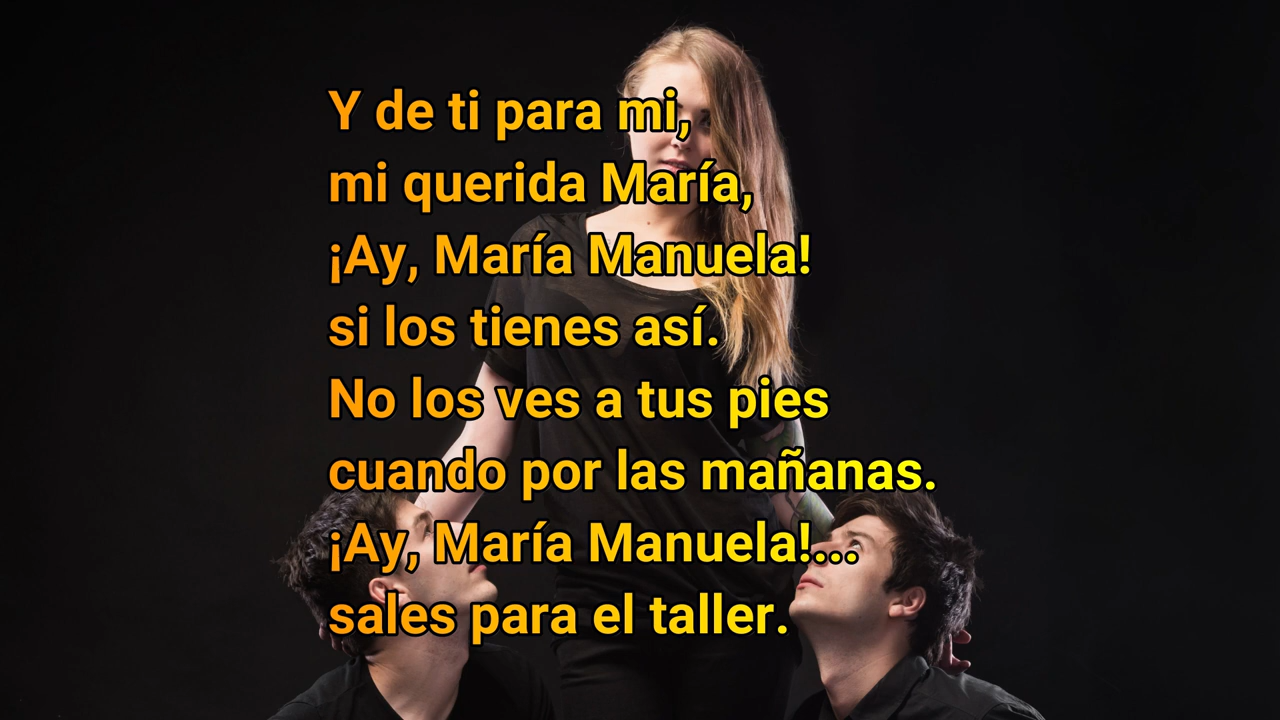 Y de ti para mi,
mi querida María,
¡Ay, María Manuela!
si los tienes así.
No los ves a tus pies
cuando por las mañanas.
¡Ay, María Manuela!...
sales para el taller.